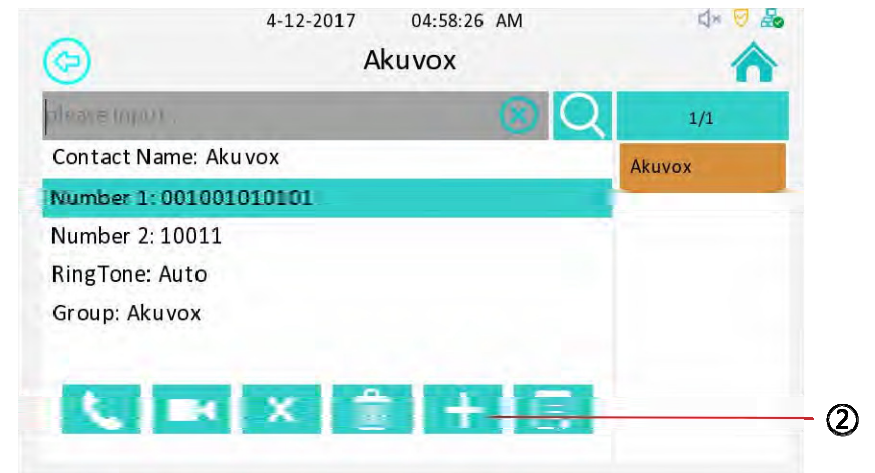 4-12-2017 04:58:26 AM
Akuvox
please input..
1/1
Contact Name: Akuvox
Akuvox
Number 1: 001001010101
Number 2: 10011
RingTone: Auto
Group: Akuvox
②